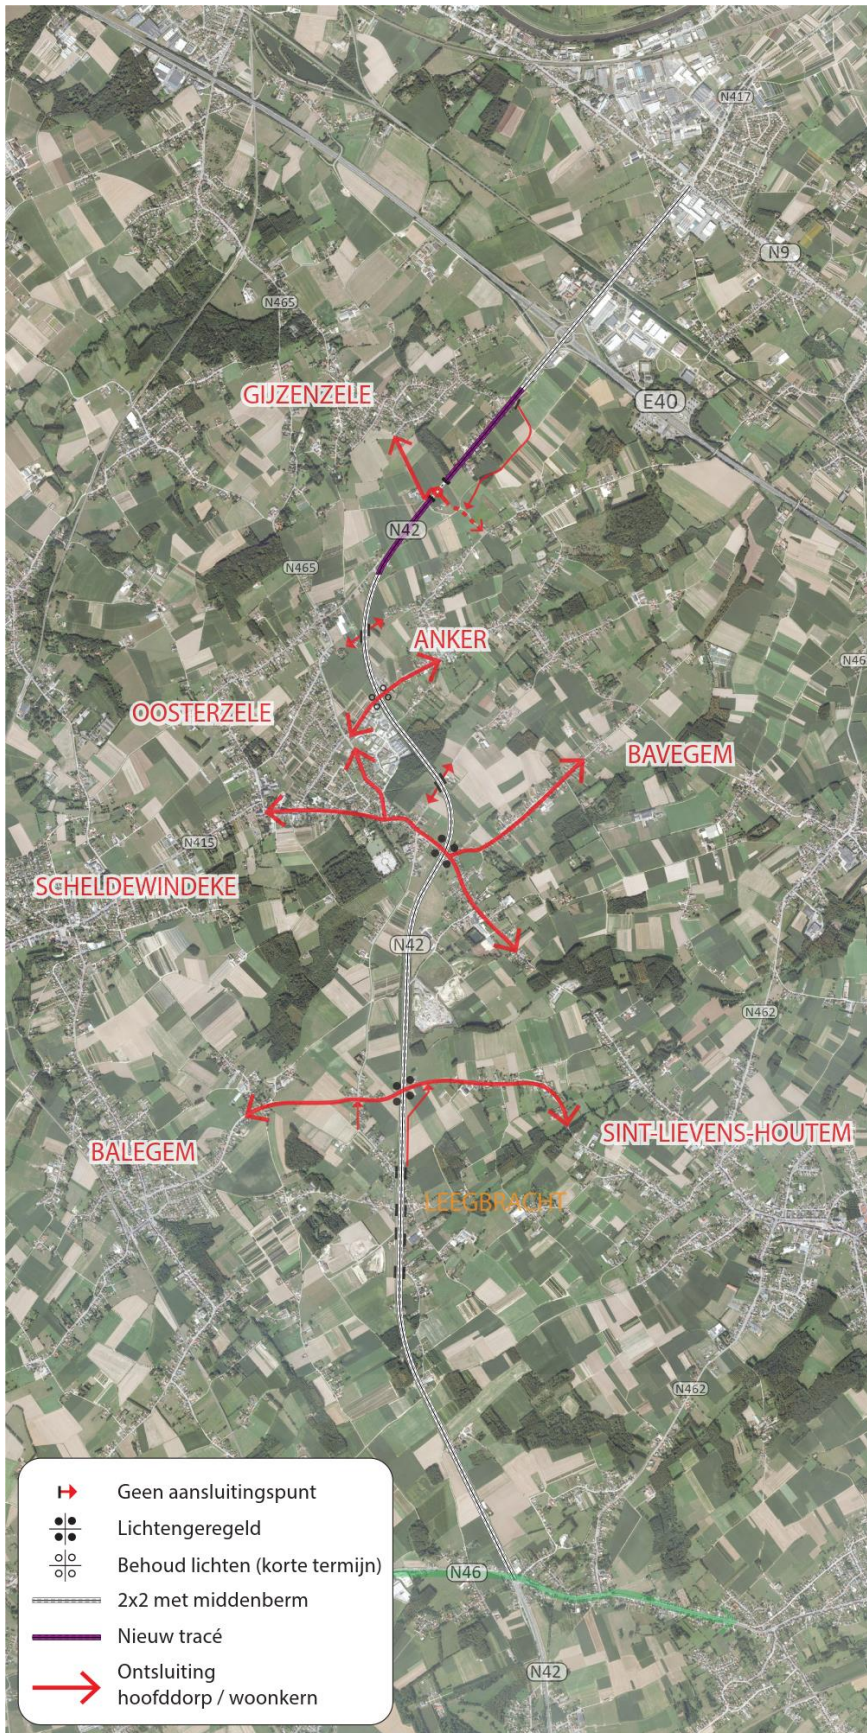 N417
N9
N465
GIJZENZELE
E40
N42
N465
ANKER
N46
OOSTERZELE
BAVEGEM
N415
SCHELDEWINDEKE
N42
N462
BALEGEM
SINT-LIEVENS-HOUTEM
LEEGBRACHT
N462
Geen aansluitingspunt
Lichtengeregeld
Behoud lichten (korte termijn)
2x2 met middenberm
Nieuw tracé
Ontsluiting
hoofddorp / woonkern
N46
N42